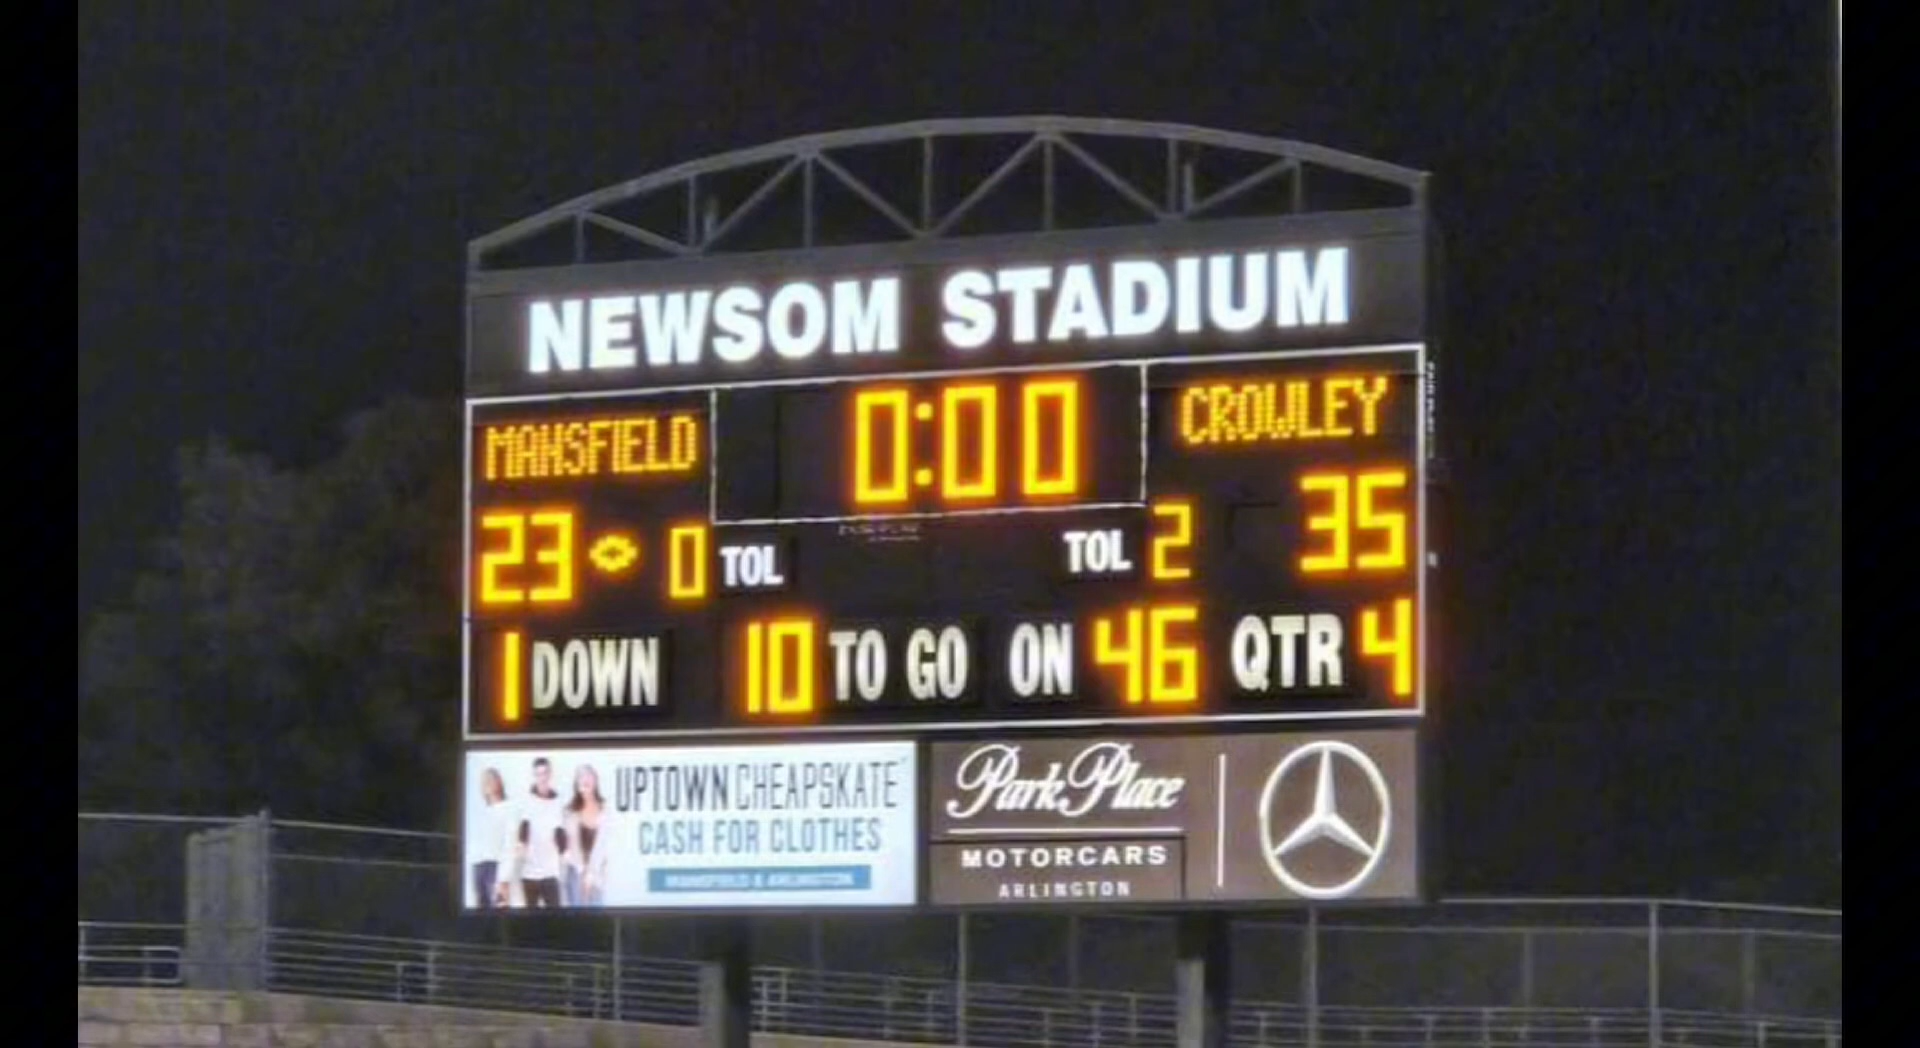 NEWSOM STADIUM
MANSFIELD 0:00 CROWLEY
23 0 TOL TOL 2 35
1 DOWN 10 TO GO ON 46 QTR 4
UPTOWN CHEAPSKATE
CASH FOR CLOTHES
MANSFIELD & ARLINGTON
Park Place
MOTORCARS
ARLINGTON